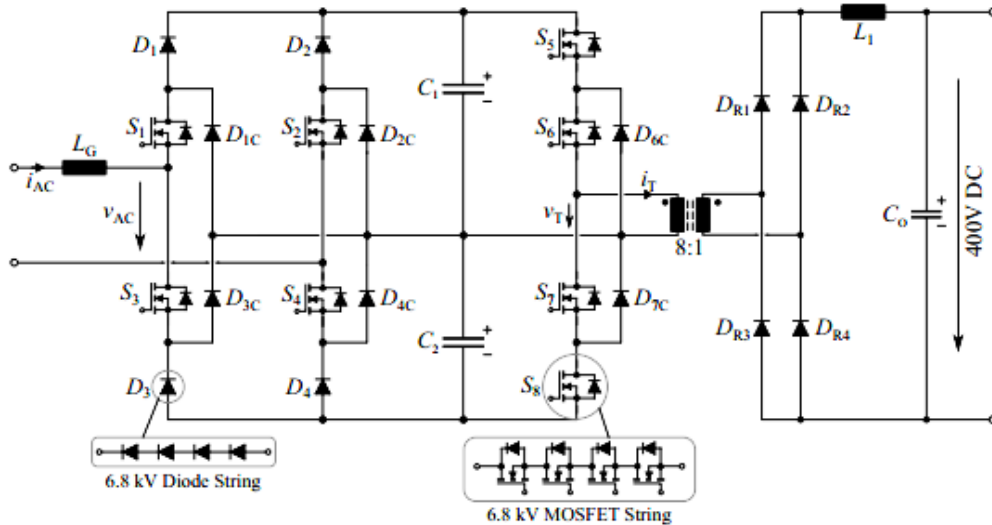 D1
D2
S5
C1
+
−
L1
S1
D1C
S2
D2C
S6
D6C
DR1
DR2
LG
iAC
iT
vAC
vT
8:1
CO
+
−
400V DC
S3
D3C
S4
D4C
S7
D7C
C2
+
−
DR3
DR4
D3
D4
S8
6.8 kV Diode String
6.8 kV MOSFET String